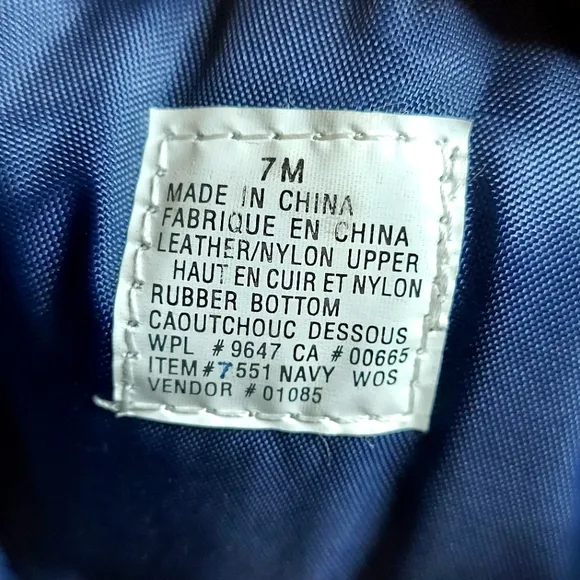 7 M
MADE IN CHINA
FABRIQUE EN CHINA
LEATHER/NYLON UPPER
HAUT EN CUIR ET NYLON
RUBBER BOTTOM
CAOUTCHOUC DESSOUS
WPL # 9647 CA # 00665
ITEM # 7551 NAVY WOS
VENDOR # 01085